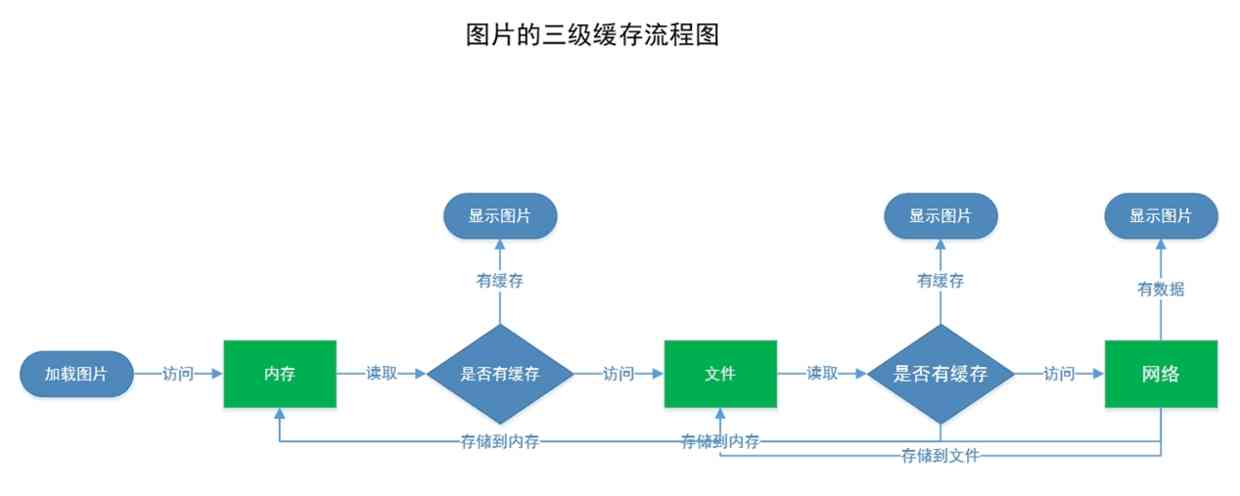 图片的三级缓存流程图
显示图片
显示图片
显示图片
有缓存
有缓存
有数据
加载图片
访问
内存
读取
是否有缓存
访问
文件
读取
是否有缓存
访问
网络
存储到内存
存储到内存
存储到文件